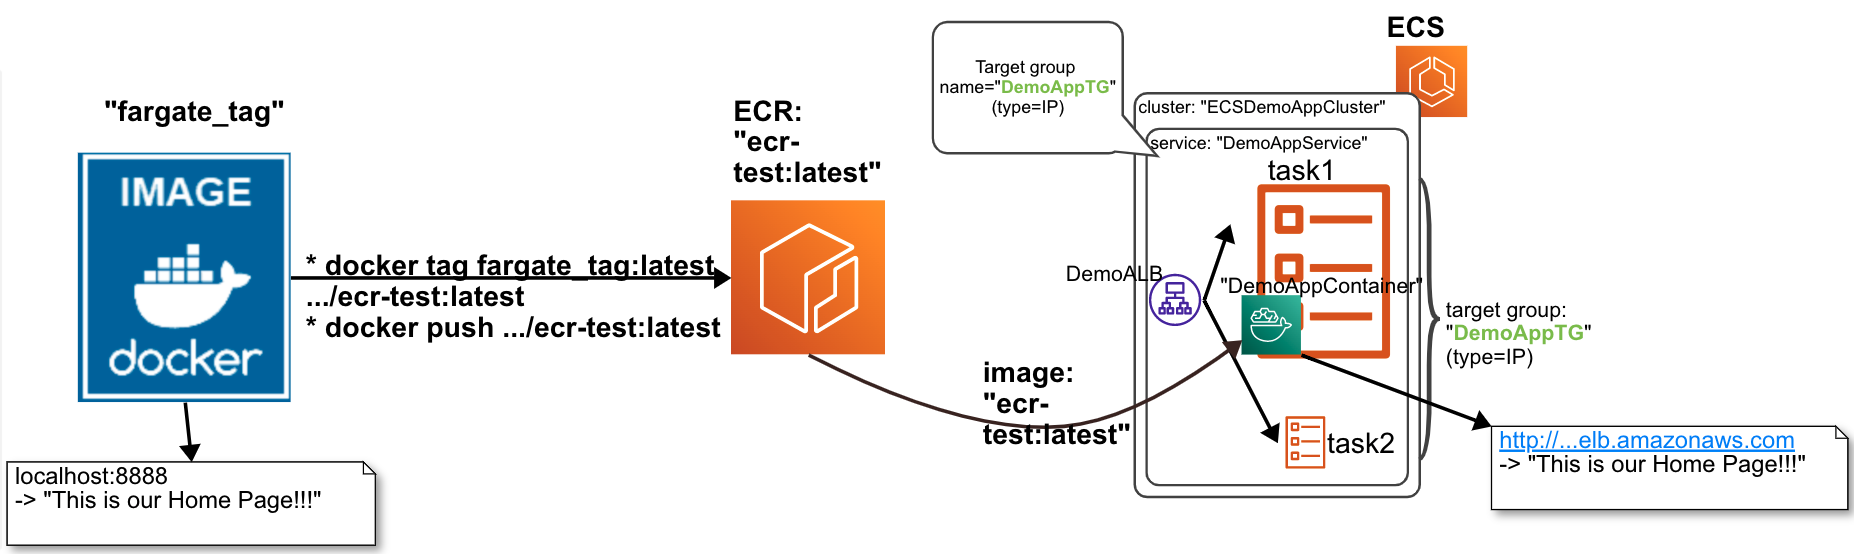 "fargate_tag"
IMAGE
docker
localhost:8888
-> "This is our Home Page!!!"
* docker tag fargate_tag:latest
.../ecr-test:latest
* docker push .../ecr-test:latest
ECR:
"ecr-
test:latest"
image:
"ecr-
test:latest"
Target group
name="DemoAppTG"
(type=IP)
ECS
cluster: "ECSDemoAppCluster"
service: "DemoAppService"
task1
DemoALB
"DemoAppContainer"
task2
target group:
"DemoAppTG"
(type=IP)
http://...elb.amazonaws.com
-> "This is our Home Page!!!"